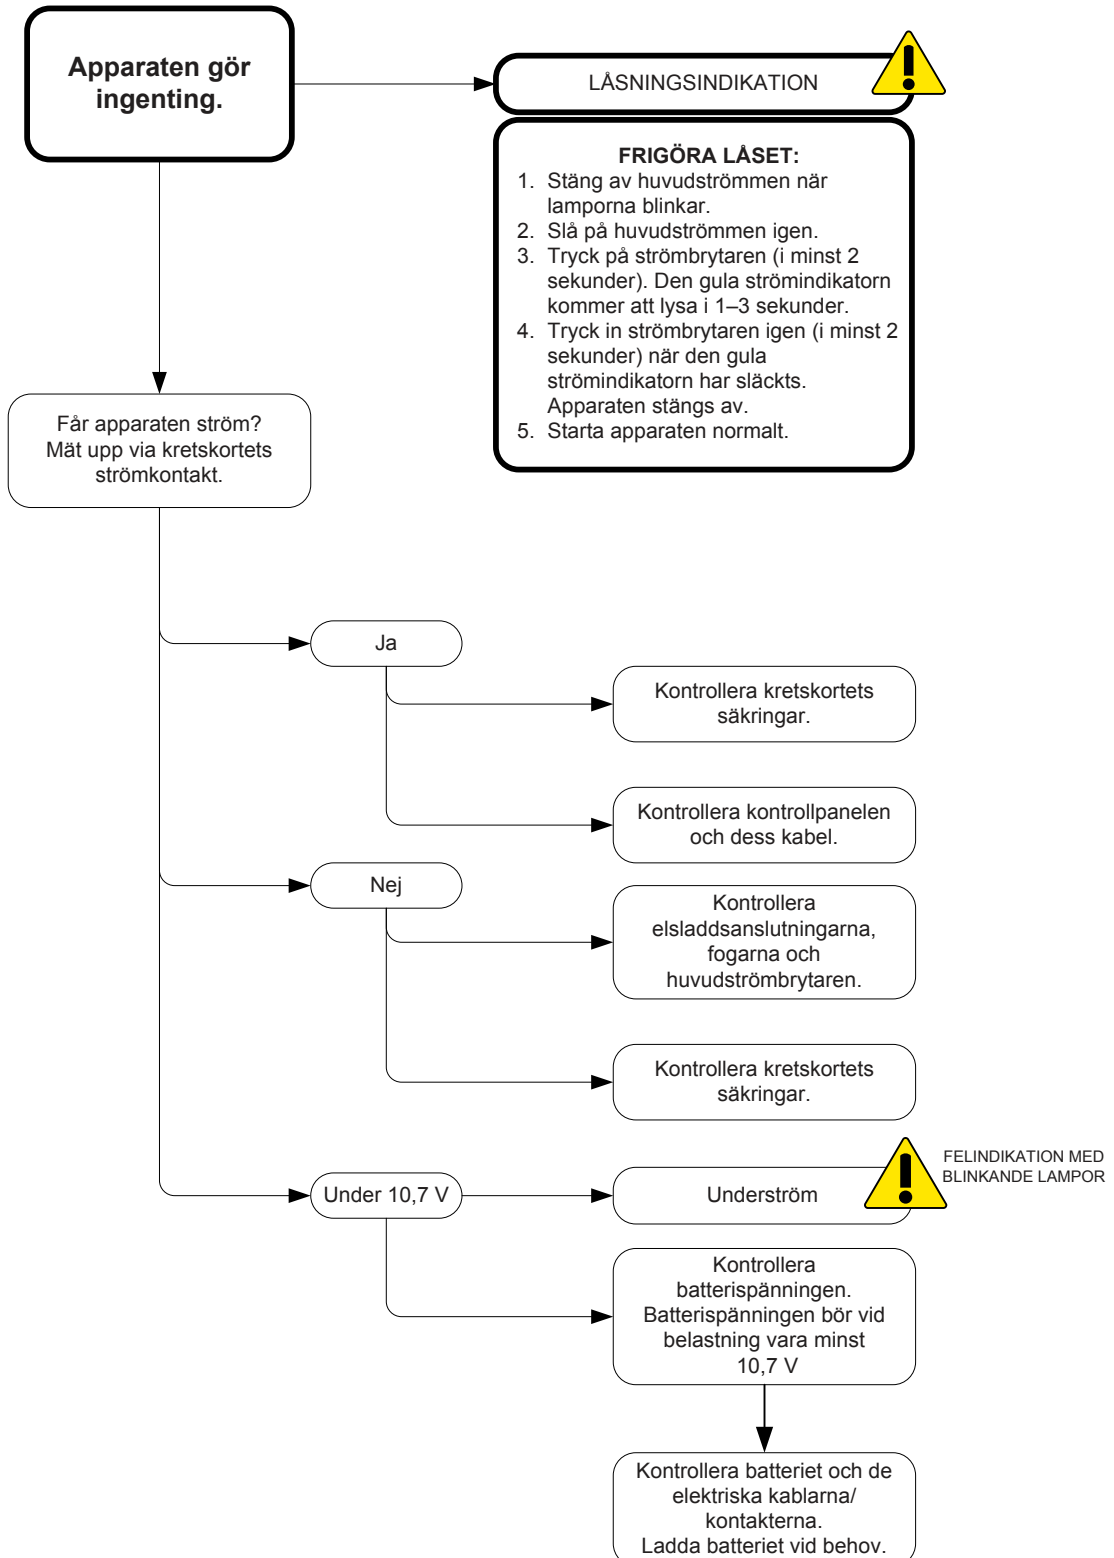 Apparaten gör
ingenting.
LÅSNINGSINDIKATION
FRIGÖRA LÅSET:
1. Stäng av huvudströmmen när
lamporna blinkar.
2. Slå på huvudströmmen igen.
3. Tryck på strömbrytaren (i minst 2
sekunder). Den gula strömindikatorn
kommer att lysa i 1–3 sekunder.
4. Tryck in strömbrytaren igen (i minst 2
sekunder) när den gula
strömindikatorn har släckts.
Apparaten stängs av.
5. Starta apparaten normalt.
Får apparaten ström?
Mät upp via kretskortets
strömkontakt.
Ja
Kontrollera kretskortets
säkringar.
Kontrollera kontrollpanelen
och dess kabel.
Nej
Kontrollera
elsladdsanslutningarna,
fogarna och
huvudströmbrytaren.
Kontrollera kretskortets
säkringar.
Under 10,7 V
Underström
FELINDIKATION MED
BLINKANDE LAMPOR
Kontrollera
batterispänningen.
Batterispänningen bör vid
belastning vara minst
10,7 V
Kontrollera batteriet och de
elektriska kablarna/
kontakterna.
Ladda batteriet vid behov.